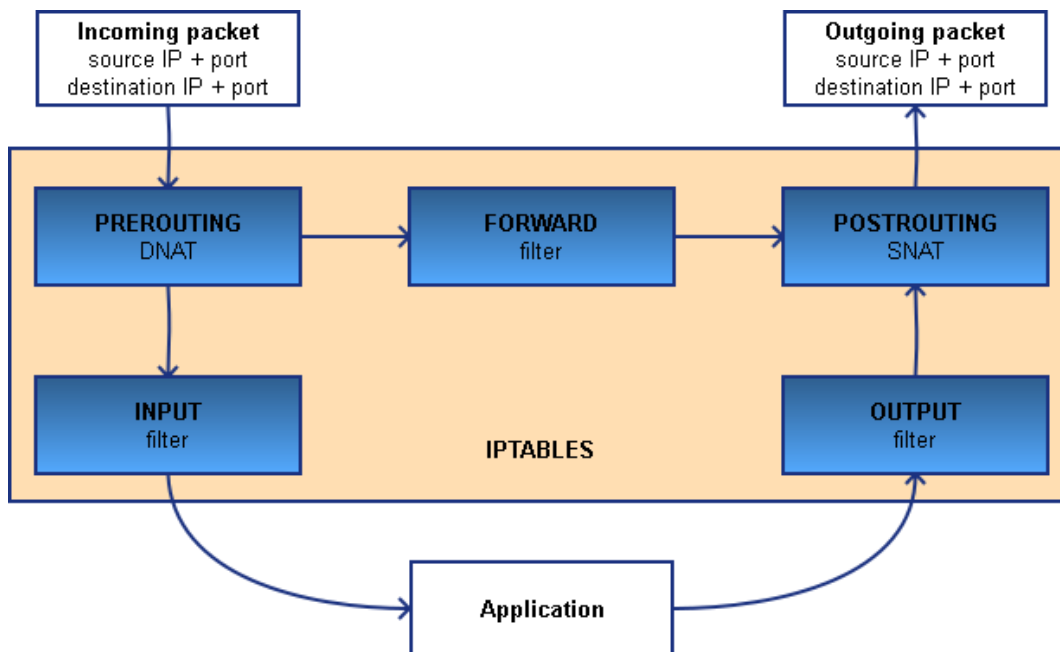 Incoming packet
source IP + port
destination IP + port
Outgoing packet
source IP + port
destination IP + port
PREROUTING
DNAT
FORWARD
filter
POSTROUTING
SNAT
INPUT
filter
OUTPUT
filter
IPTABLES
Application